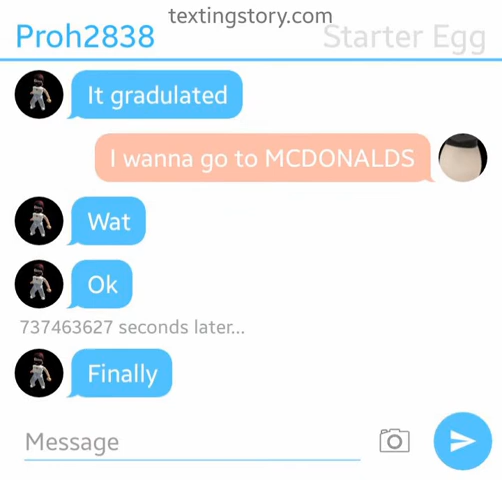 textingstory.com
Proh2838
Starter Egg
It gradulated
I wanna go to MCDONALDS
Wat
Ok
737463627 seconds later...
Finally
Message